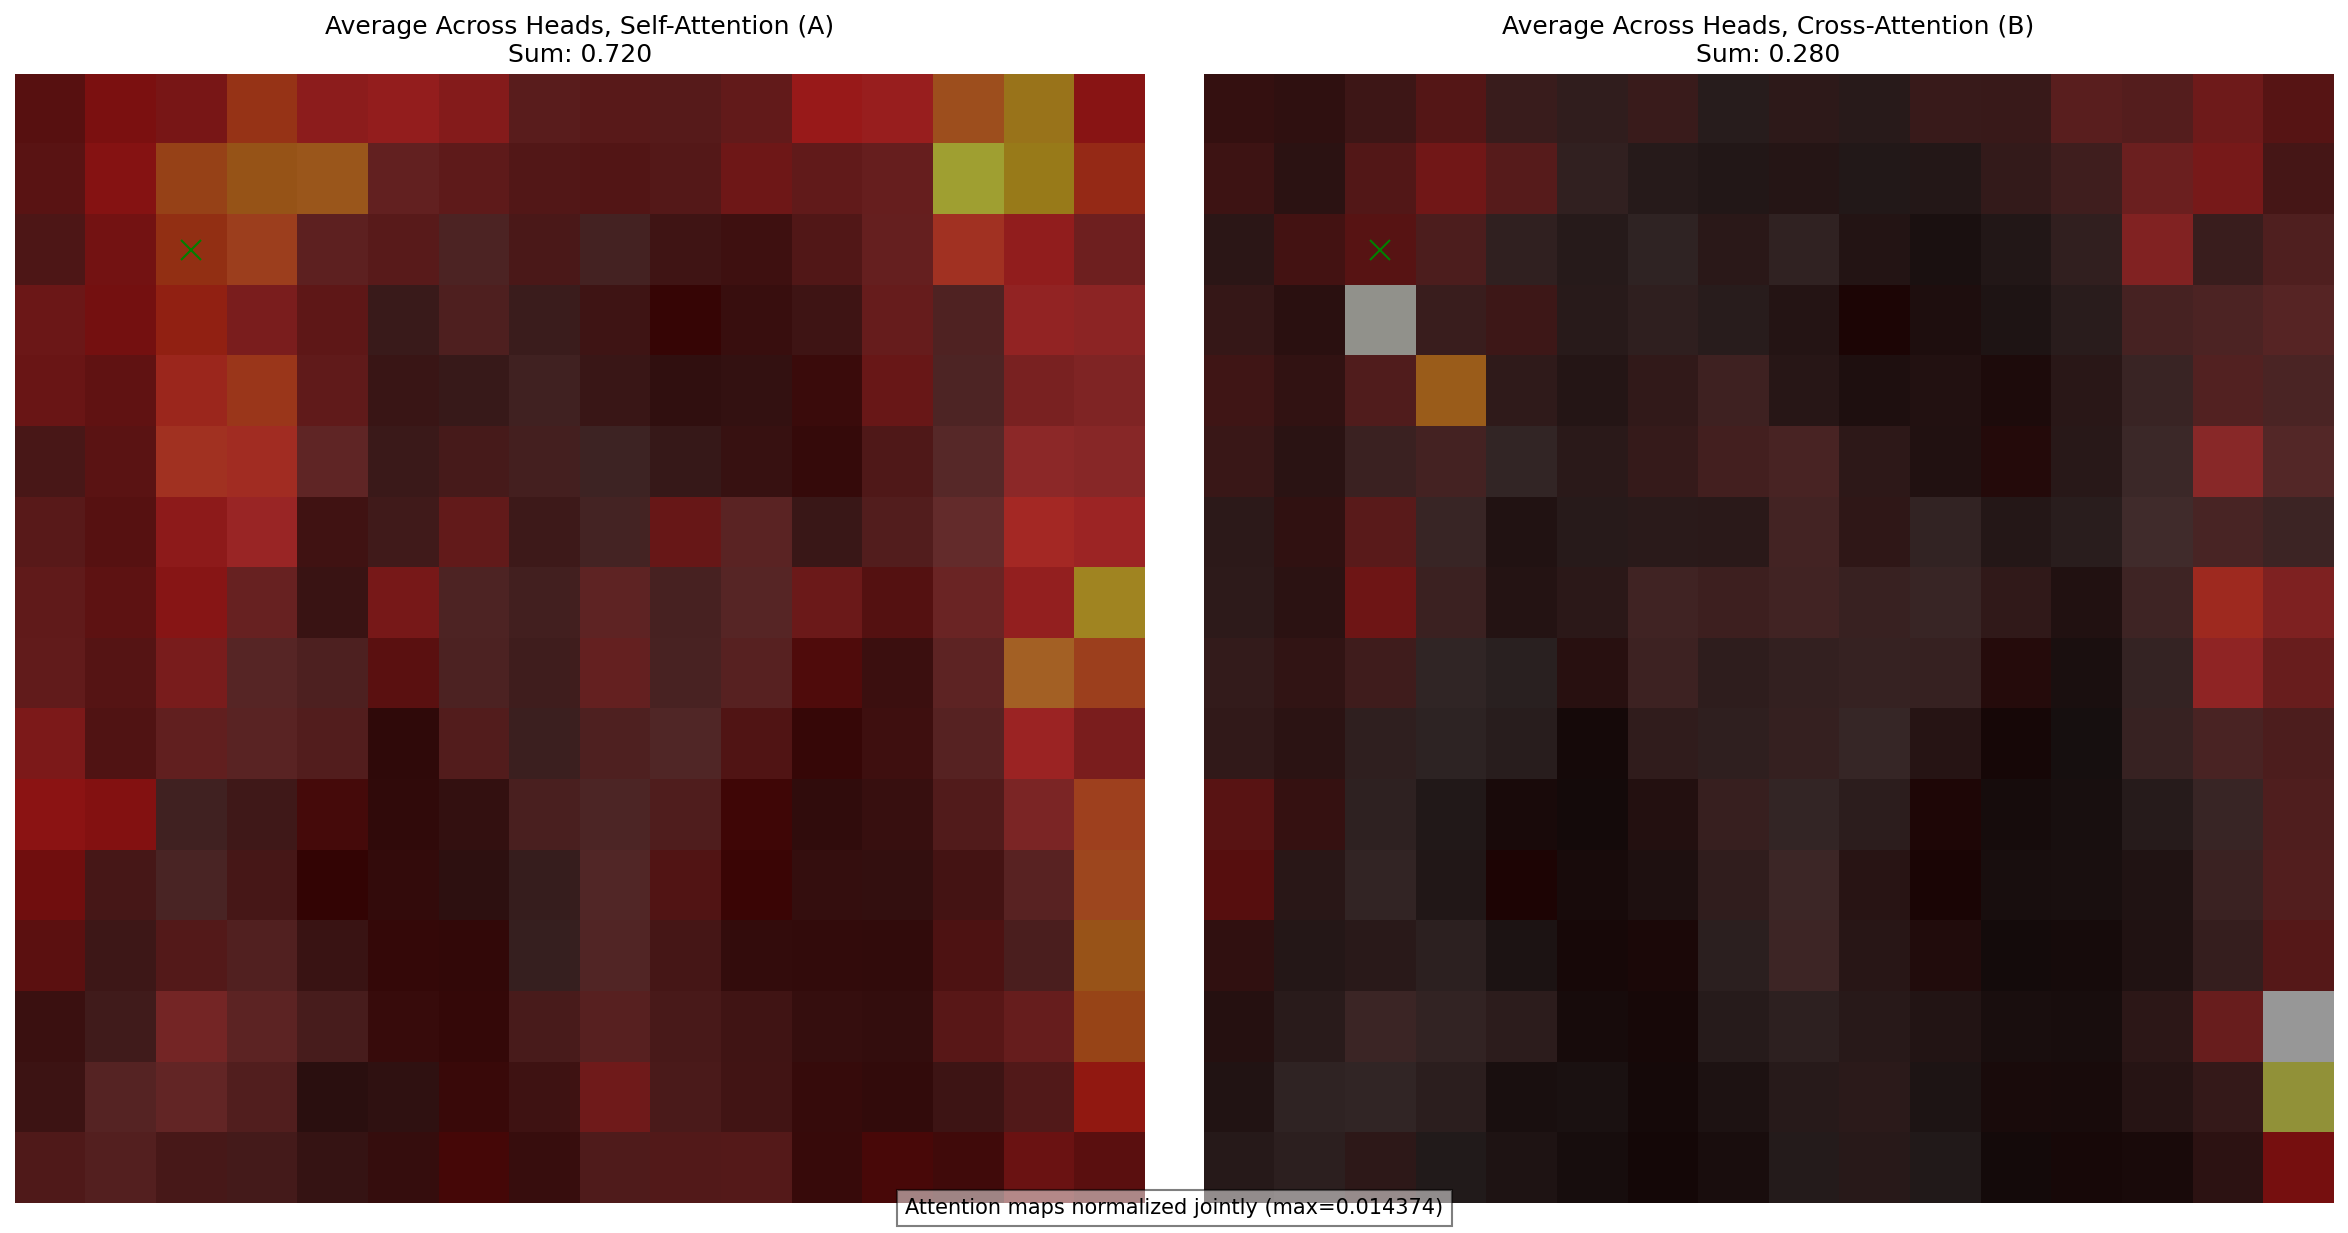 Average Across Heads, Self-Attention (A)
Sum: 0.720
Average Across Heads, Cross-Attention (B)
Sum: 0.280
Attention maps normalized jointly (max=0.014374)